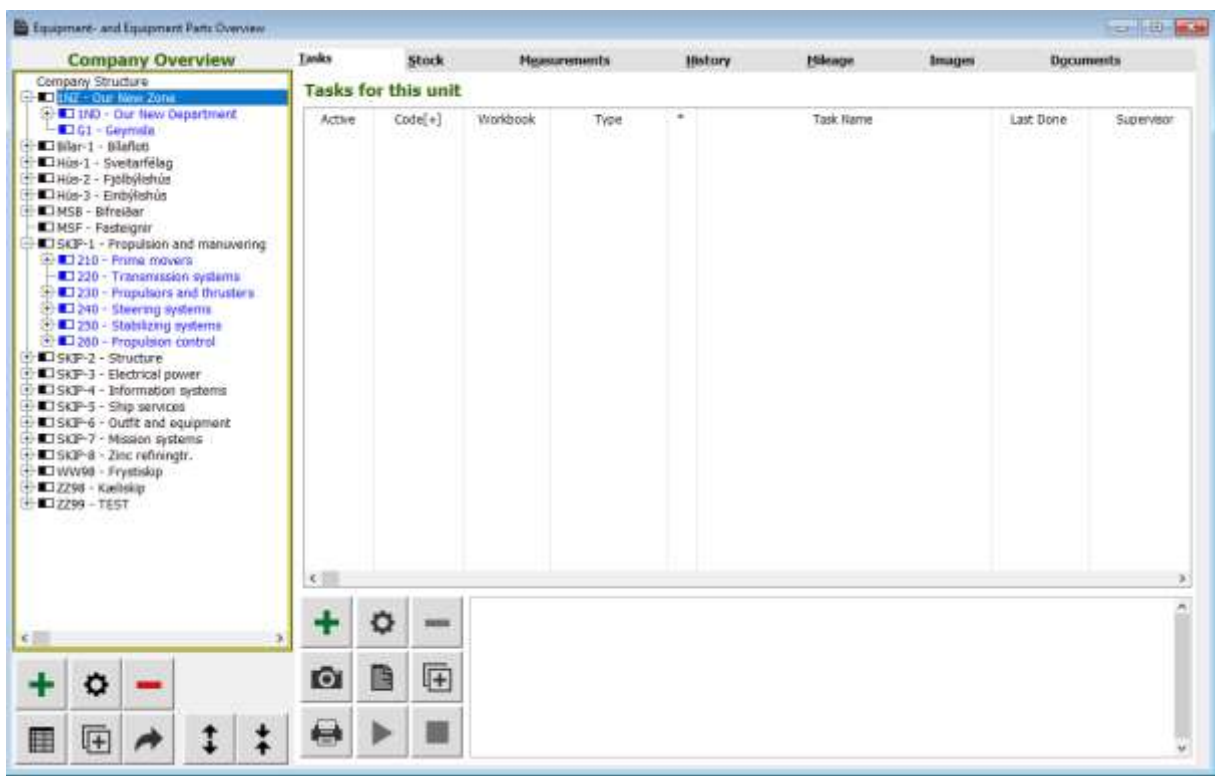 Equipment- and Equipment Parts Overview
Company Overview
Company Structure
1NZ - Our New Zone
1ND - Our New Department
G1 - Geymsla
Bílar-1 - Bílafloti
Hús-1 - Sveitarfélag
Hús-2 - Fjölbýlishús
Hús-3 - Einbýlishús
MSB - Bifreiðar
MSF - Fasteignir
SKIP-1 - Propulsion and manuvering
210 - Prime movers
220 - Transmission systems
230 - Propulsors and thrusters
240 - Steering systems
250 - Stabilizing systems
260 - Propulsion control
SKIP-2 - Structure
SKIP-3 - Electrical power
SKIP-4 - Information systems
SKIP-5 - Ship services
SKIP-6 - Outfit and equipment
SKIP-7 - Mission systems
SKIP-8 - Zinc refiningtr.
WW98 - Frystiskip
ZZ98 - Kæliskip
ZZ99 - TEST
Tasks Stock Measurements History Mileage Images Documents
Tasks for this unit
Active Code[+] Workbook Type * Task Name Last Done Supervisor